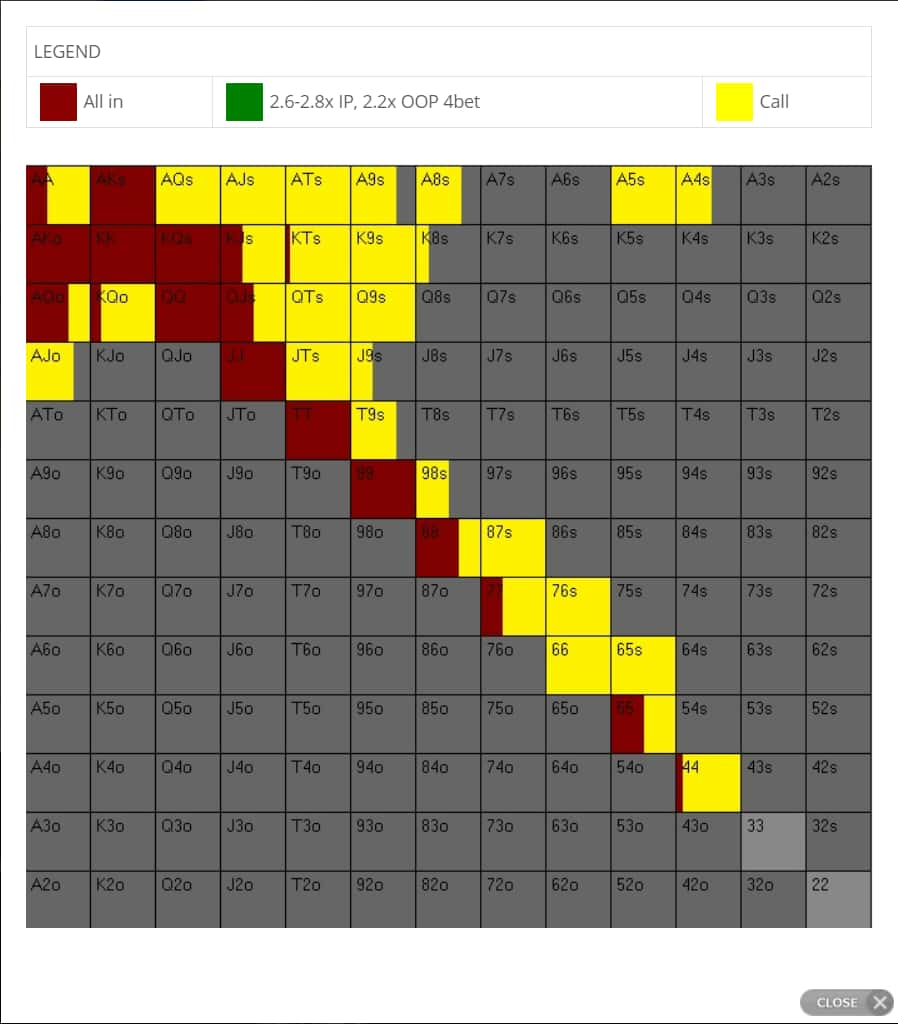 LEGEND
All in 2.6-2.8x IP, 2.2x OOP 4bet Call
AA AKs AQs AJs ATs A9s A8s A7s A6s A5s A4s A3s A2s
AKo KK KQs KJs KTs K9s K8s K7s K6s K5s K4s K3s K2s
AQo KQo QQ QJs QTs Q9s Q8s Q7s Q6s Q5s Q4s Q3s Q2s
AJo KJo QJo JJ JTs J9s J8s J7s J6s J5s J4s J3s J2s
ATo KTo QTo JTo TT T9s T8s T7s T6s T5s T4s T3s T2s
A9o K9o Q9o J9o T9o 99 98s 97s 96s 95s 94s 93s 92s
A8o K8o Q8o J8o T8o 98o 88 87s 86s 85s 84s 83s 82s
A7o K7o Q7o J7o T7o 97o 87o 77 76s 75s 74s 73s 72s
A6o K6o Q6o J6o T6o 96o 86o 76o 66 65s 64s 63s 62s
A5o K5o Q5o J5o T5o 95o 85o 75o 65o 55 54s 53s 52s
A4o K4o Q4o J4o T4o 94o 84o 74o 64o 54o 44 43s 42s
A3o K3o Q3o J3o T3o 93o 83o 73o 63o 53o 43o 33 32s
A2o K2o Q2o J2o T2o 92o 82o 72o 62o 52o 42o 32o 22
CLOSE